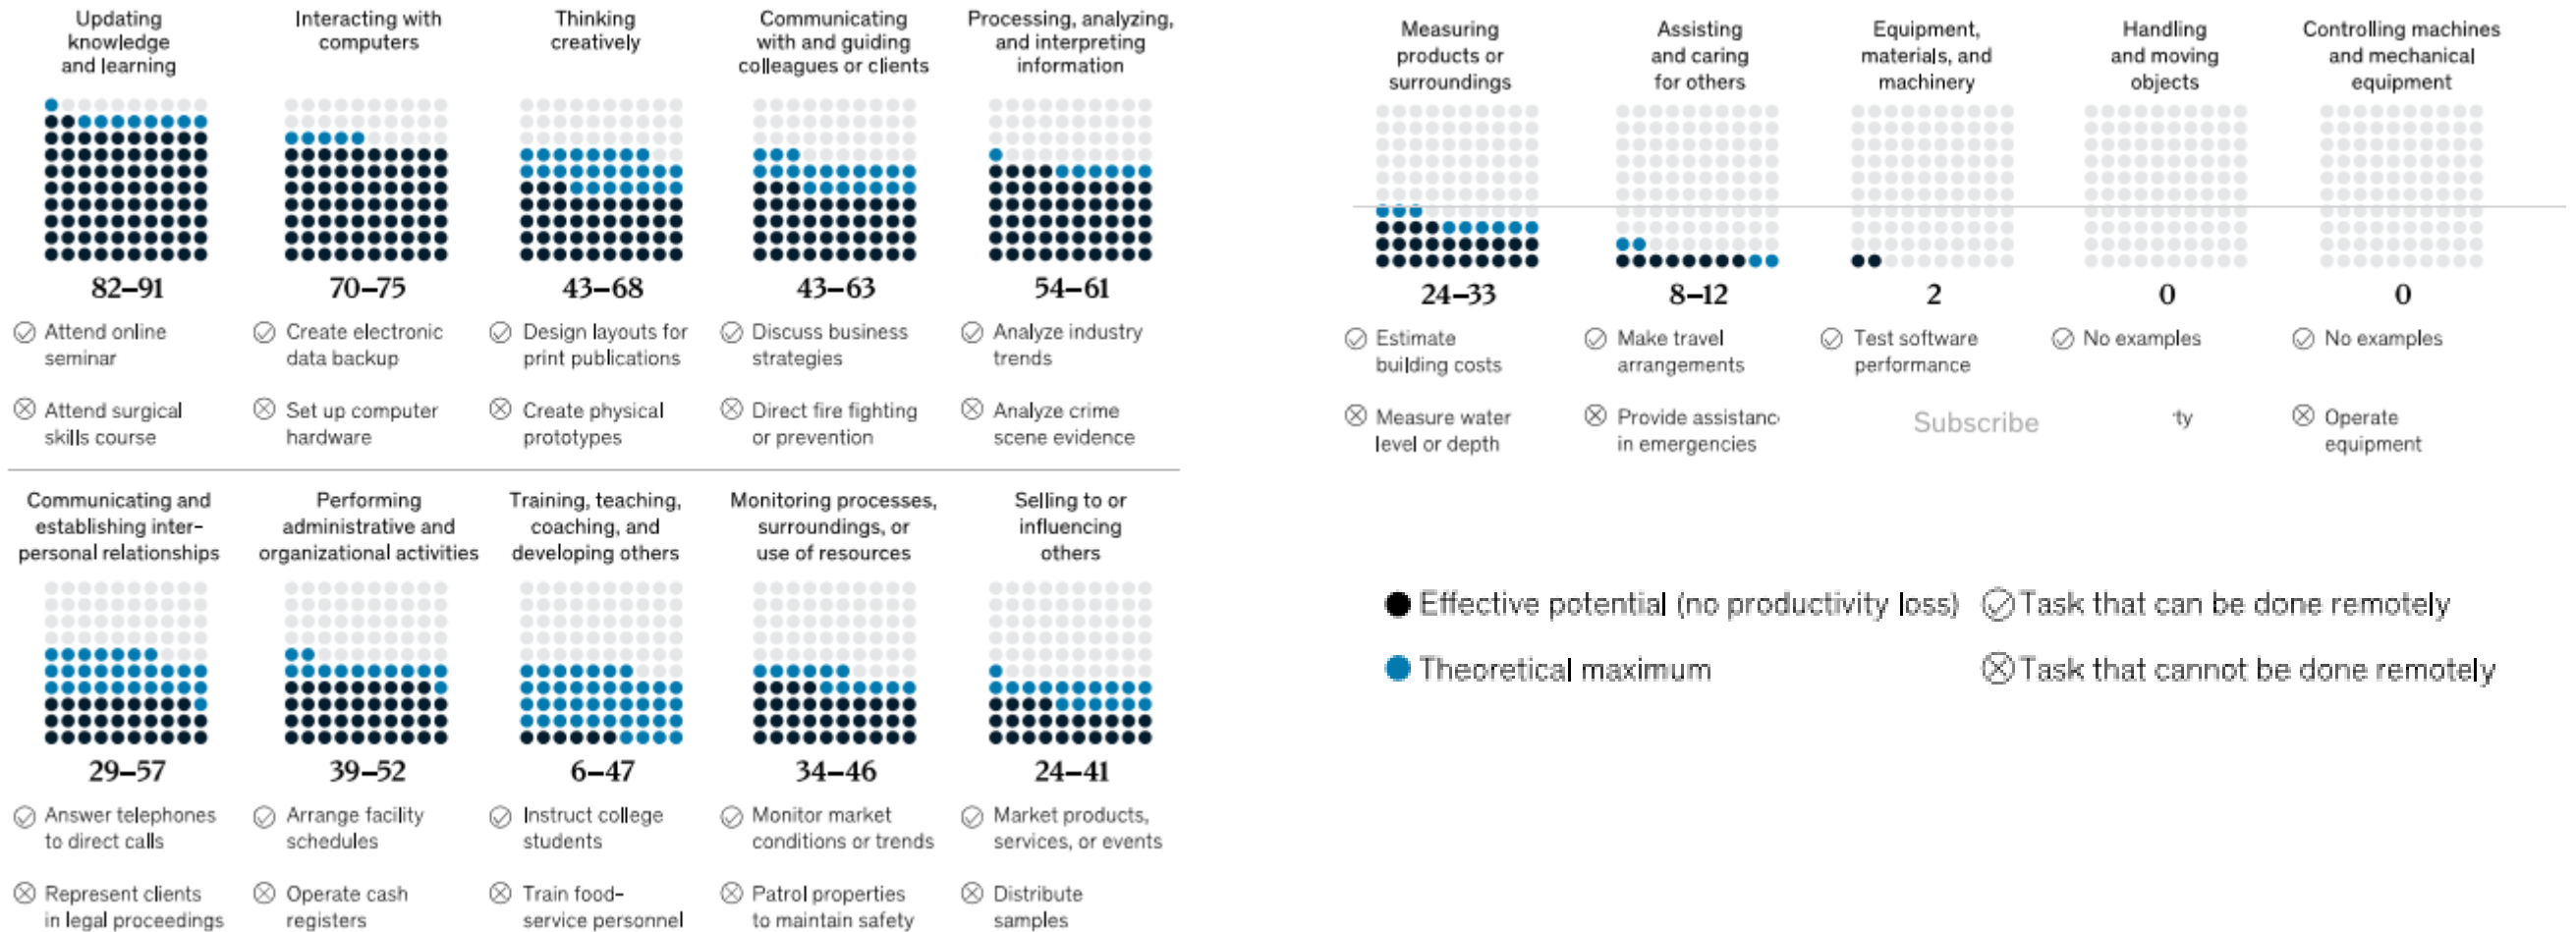 Updating
knowledge
and learning
Interacting with
computers
Thinking
creatively
Communicating
with and guiding
colleagues or clients
Processing, analyzing,
and interpreting
information
82–91
70–75
43–68
43–63
54–61
Attend online
seminar
Create electronic
data backup
Design layouts for
print publications
Discuss business
strategies
Analyze industry
trends
Attend surgical
skills course
Set up computer
hardware
Create physical
prototypes
Direct fire fighting
or prevention
Analyze crime
scene evidence
Communicating and
establishing inter-
personal relationships
Performing
administrative and
organizational activities
Training, teaching,
coaching, and
developing others
Monitoring processes,
surroundings, or
use of resources
Selling to or
influencing
others
29–57
39–52
6–47
34–46
24–41
Answer telephones
to direct calls
Arrange facility
schedules
Instruct college
students
Monitor market
conditions or trends
Market products,
services, or events
Represent clients
in legal proceedings
Operate cash
registers
Train food-
service personnel
Patrol properties
to maintain safety
Distribute
samples
Measuring
products or
surroundings
Assisting
and caring
for others
Equipment,
materials, and
machinery
Handling
and moving
objects
Controlling machines
and mechanical
equipment
24–33
8–12
2
0
0
Estimate
building costs
Make travel
arrangements
Test software
performance
No examples
No examples
Measure water
level or depth
Provide assistanc
in emergencies
Subscribe
ty
Operate
equipment
Effective potential (no productivity loss)
Task that can be done remotely
Theoretical maximum
Task that cannot be done remotely